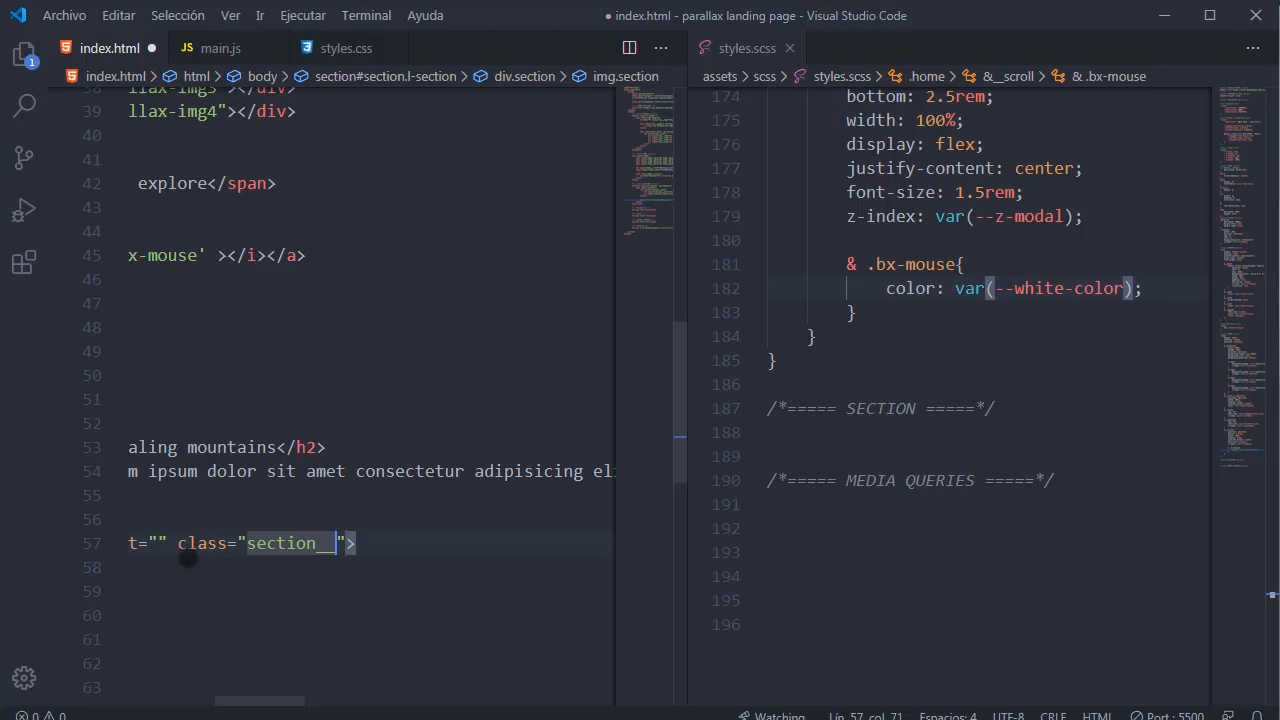 Archivo Editar Selección Ver Ir Ejecutar Terminal Ayuda
● index.html - parallax landing page - Visual Studio Code
index.html ●
JS main.js
styles.css
styles.scss
index.html > html > body > section#section.l-section > div.section > img.section
assets > scss > styles.scss > .home > &__scroll > & .bx-mouse
1
38 llax-img3"></div>
39 llax-img4"></div>
40
41
42 explore</span>
43
44
45 x-mouse' ></i></a>
46
47
48
49
50
51
52
53 aling mountains</h2>
54 m ipsum dolor sit amet consectetur adipisicing eli
55
56
57 t="" class="section__">
58
59
60
61
62
63
174 bottom: 2.5rem;
175 width: 100%;
176 display: flex;
177 justify-content: center;
178 font-size: 1.5rem;
179 z-index: var(--z-modal);
180
181 & .bx-mouse{
182 color: var(--white-color);
183 }
184 }
185 }
186
187 /*===== SECTION =====*/
188
189
190 /*===== MEDIA QUERIES =====*/
191
192
193
194
195
196
0 0
Watching
Lín. 57, col. 71
Espacios: 4
UTF-8
CRLF
HTML
Port : 5500